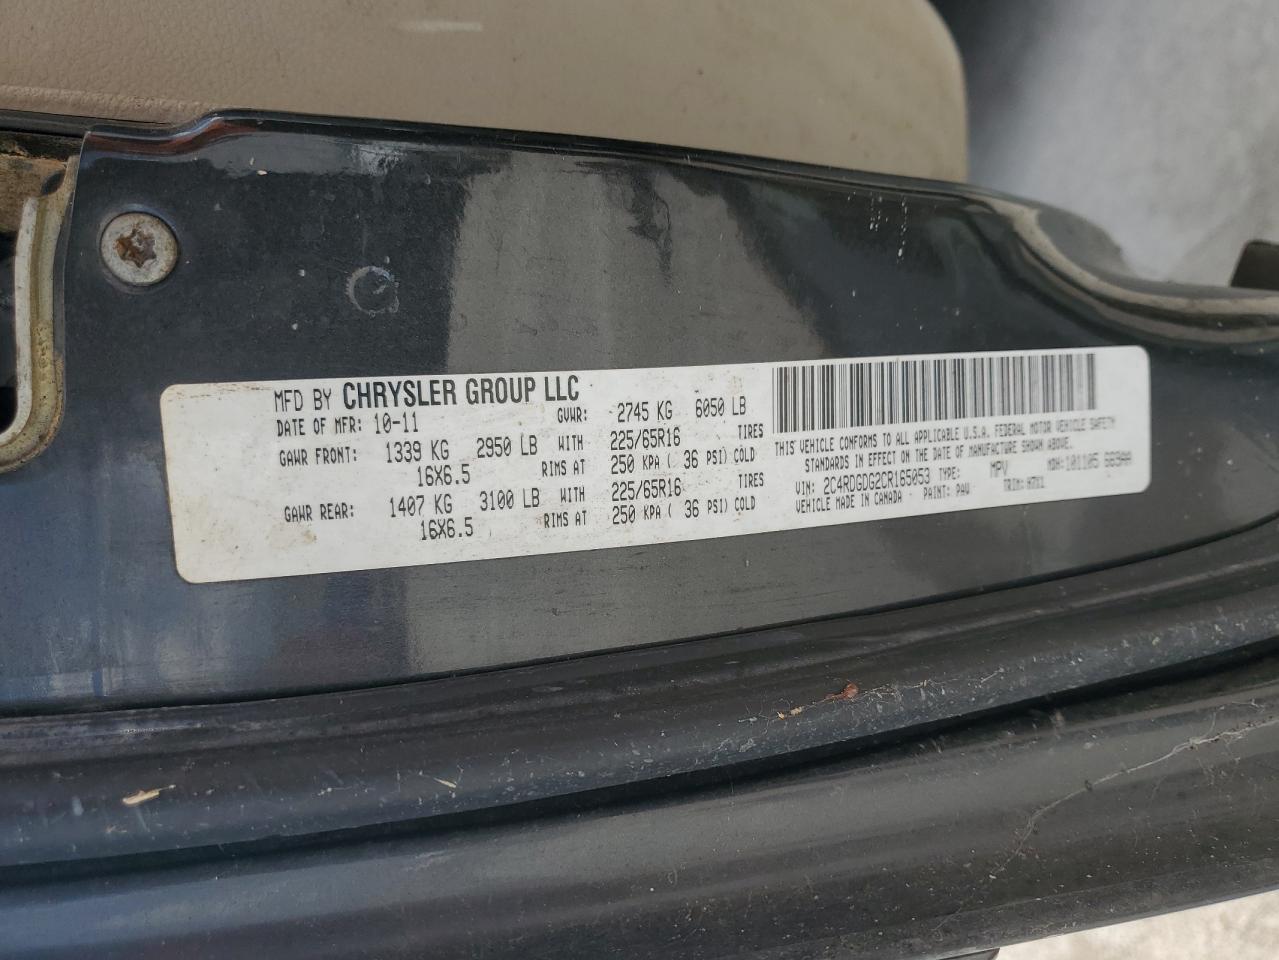 MFD BY CHRYSLER GROUP LLC
DATE OF MFR: 10-11 GVWR: 2745 KG 6050 LB
GAWR FRONT: 1339 KG 2950 LB WITH 225/65R16 TIRES
16X6.5 RIMS AT 250 KPA ( 36 PSI) COLD
GAWR REAR: 1407 KG 3100 LB WITH 225/65R16 TIRES
16X6.5 RIMS AT 250 KPA ( 36 PSI) COLD
THIS VEHICLE CONFORMS TO ALL APPLICABLE U.S.A. FEDERAL MOTOR VEHICLE SAFETY
STANDARDS IN EFFECT ON THE DATE OF MANUFACTURE SHOWN ABOVE.
VIN: 2C4RDGDG2CR165053 TYPE: MPV MDH: 101105
VEHICLE MADE IN CANADA PAINT: PAV TRIM: